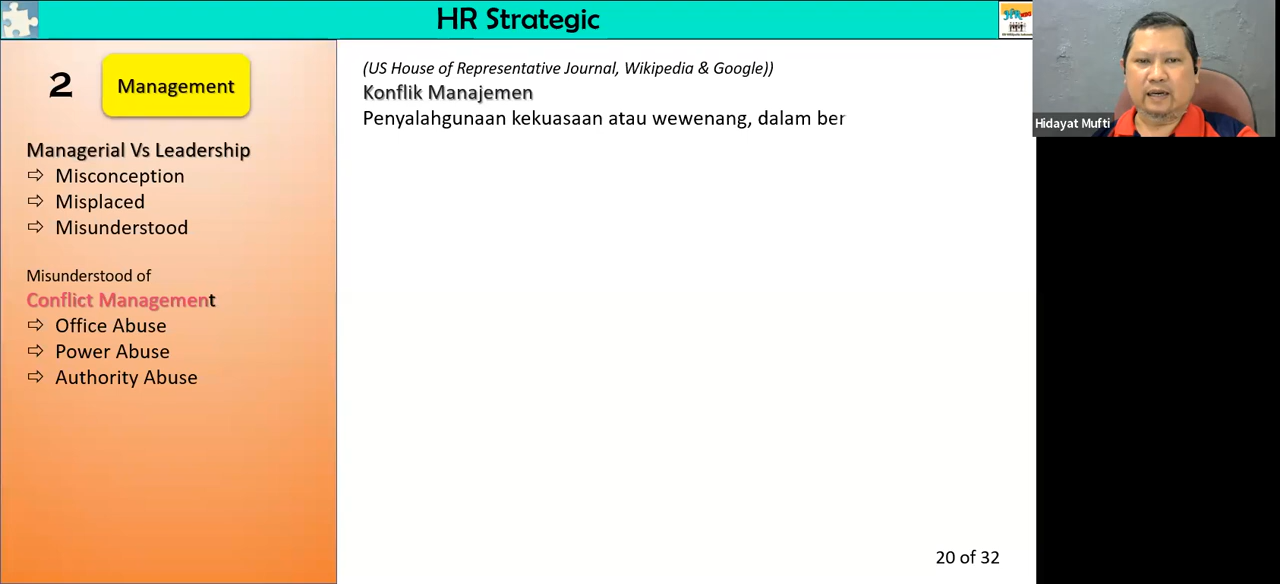 HR Strategic
2
Management
Managerial Vs Leadership
⇨ Misconception
⇨ Misplaced
⇨ Misunderstood
Misunderstood of
Conflict Management
⇨ Office Abuse
⇨ Power Abuse
⇨ Authority Abuse
(US House of Representative Journal, Wikipedia & Google))
Konflik Manajemen
Penyalahgunaan kekuasaan atau wewenang, dalam ber
20 of 32
Hidayat Mufti